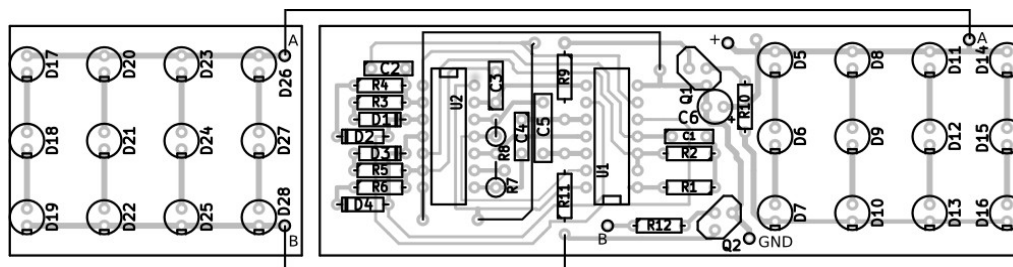 A
D17
D20
D23
D26
D18
D21
D24
D27
D19
D22
D25
D28
B
A
+
D5
D8
D11
D14
C2
R4
R3
D1
D2
D3
R5
R6
D4
U2
C3
R8
R7
C4
C5
R9
R11
U1
Q1
C6
+
R10
C1
R2
R1
D6
D9
D12
D15
B
R12
Q2
GND
D7
D10
D13
D16